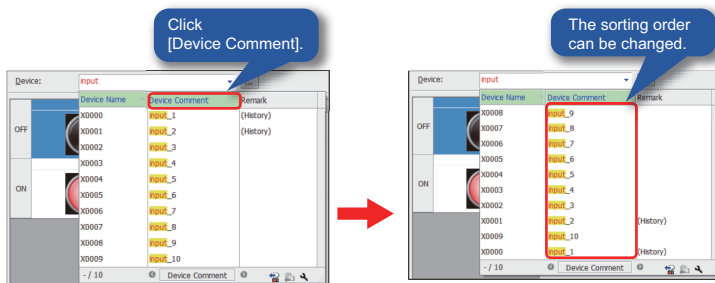 Click
[Device Comment].
Device: input
Device Name Device Comment Remark
X0000 input_1 (History)
X0001 input_2 (History)
X0002 input_3
X0003 input_4
X0004 input_5
X0005 input_6
X0006 input_7
X0007 input_8
X0008 input_9
X0009 input_10
OFF
ON
- / 10 Device Comment
The sorting order
can be changed.
Device: input
Device Name Device Comment Remark
X0008 input_9
X0007 input_8
X0006 input_7
X0005 input_6
X0004 input_5
X0003 input_4
X0002 input_3
X0001 input_2 (History)
X0009 input_10
X0000 input_1 (History)
OFF
ON
- / 10 Device Comment